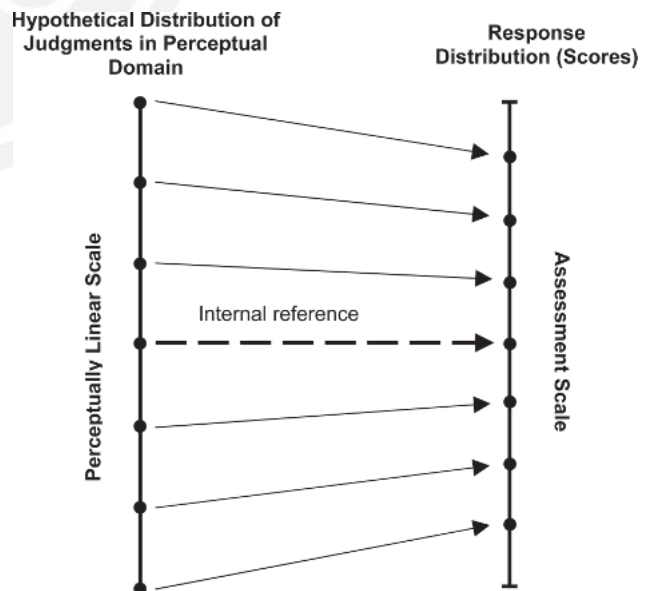 Hypothetical Distribution of
Judgments in Perceptual
Domain
Response
Distribution (Scores)
Perceptually Linear Scale
Internal reference
Assessment Scale